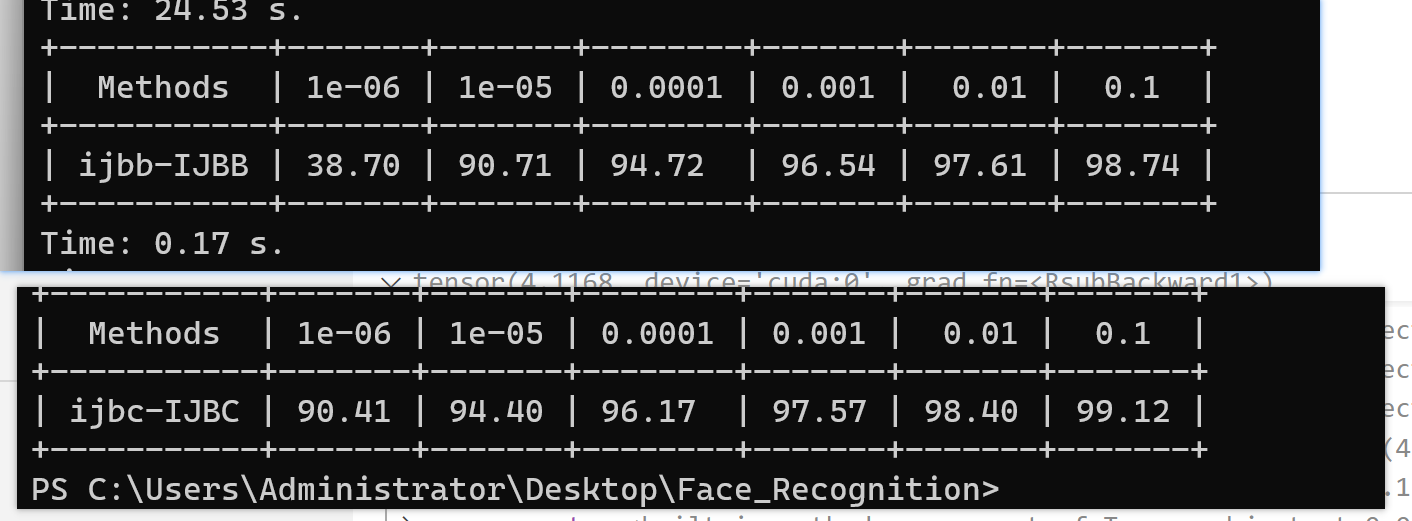 Time: 24.53 s.
+-----------+-------+-------+--------+-------+-------+-------+
|  Methods  | 1e-06 | 1e-05 | 0.0001 | 0.001 |  0.01 |  0.1  |
+-----------+-------+-------+--------+-------+-------+-------+
| ijbb-IJBB | 38.70 | 90.71 | 94.72  | 96.54 | 97.61 | 98.74 |
+-----------+-------+-------+--------+-------+-------+-------+
Time: 0.17 s.
tensor(4.1168, device='cuda:0', grad_fn=<RsubBackward1>)
+-----------+-------+-------+--------+-------+-------+-------+
|  Methods  | 1e-06 | 1e-05 | 0.0001 | 0.001 |  0.01 |  0.1  |
+-----------+-------+-------+--------+-------+-------+-------+
| ijbc-IJBC | 90.41 | 94.40 | 96.17  | 97.57 | 98.40 | 99.12 |
+-----------+-------+-------+--------+-------+-------+-------+
PS C:\Users\Administrator\Desktop\Face_Recognition>